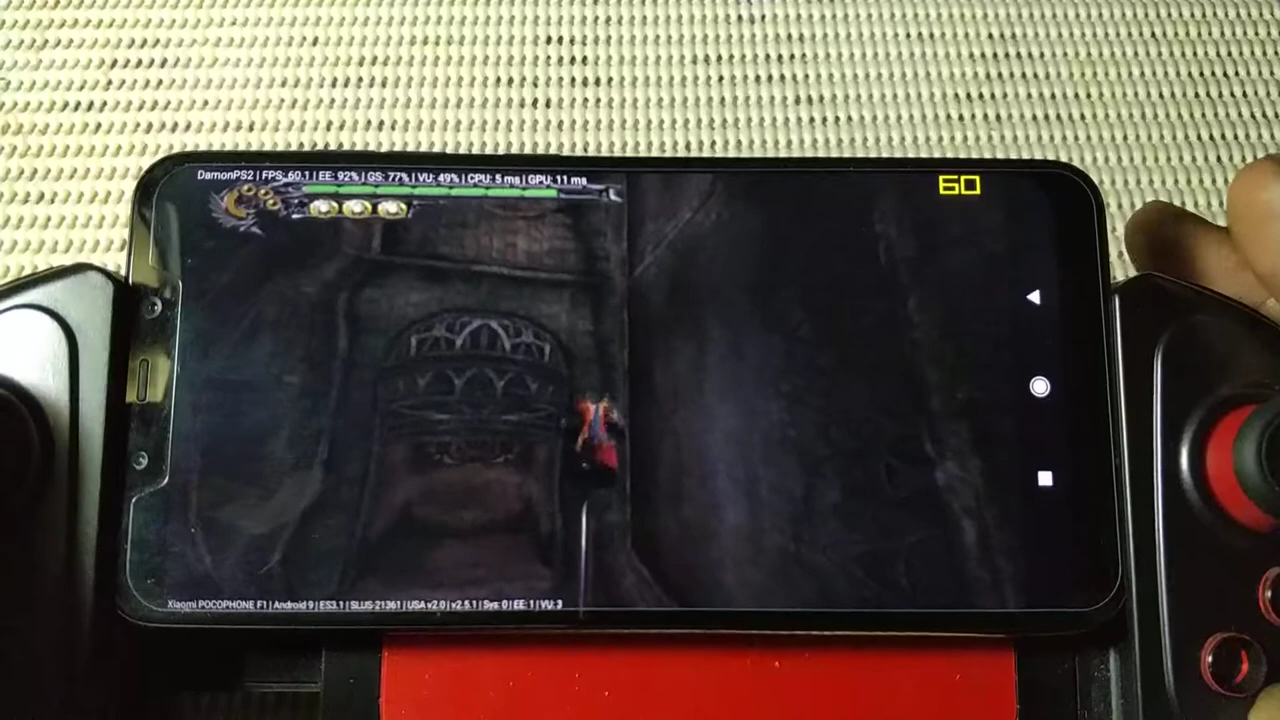 DamonPS2 | FPS: 60.1 | EE: 92% | GS: 77% | VU: 49% | CPU: 5 ms | GPU: 11 ms
60
Xiaomi POCOPHONE F1 | Android 9 | ES3.1 | SLUS-21361 | USA v2.0 | v2.5.1 | Sys: 0 | EE: 1 | VU: 3